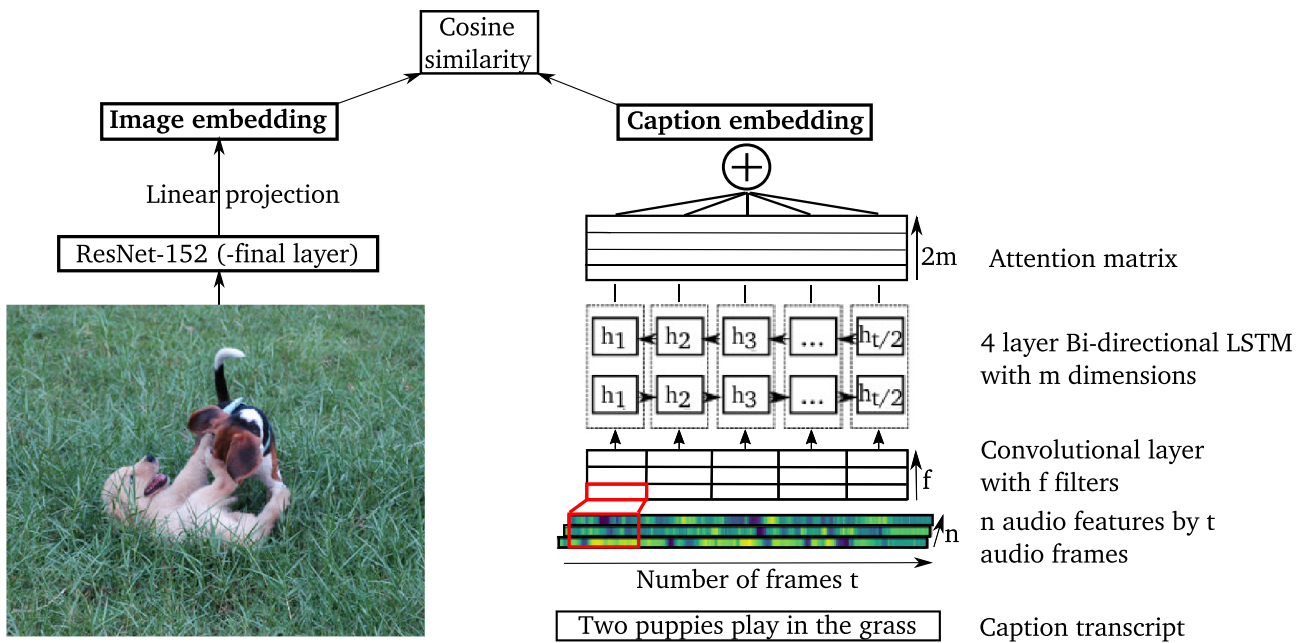 Cosine
similarity
Image embedding
Caption embedding
Linear projection
ResNet-152 (-final layer)
2m
Attention matrix
h1 h2 h3 ... ht/2
h1 h2 h3 ... ht/2
4 layer Bi-directional LSTM
with m dimensions
f
Convolutional layer
with f filters
n
n audio features by t
audio frames
Number of frames t
Two puppies play in the grass
Caption transcript